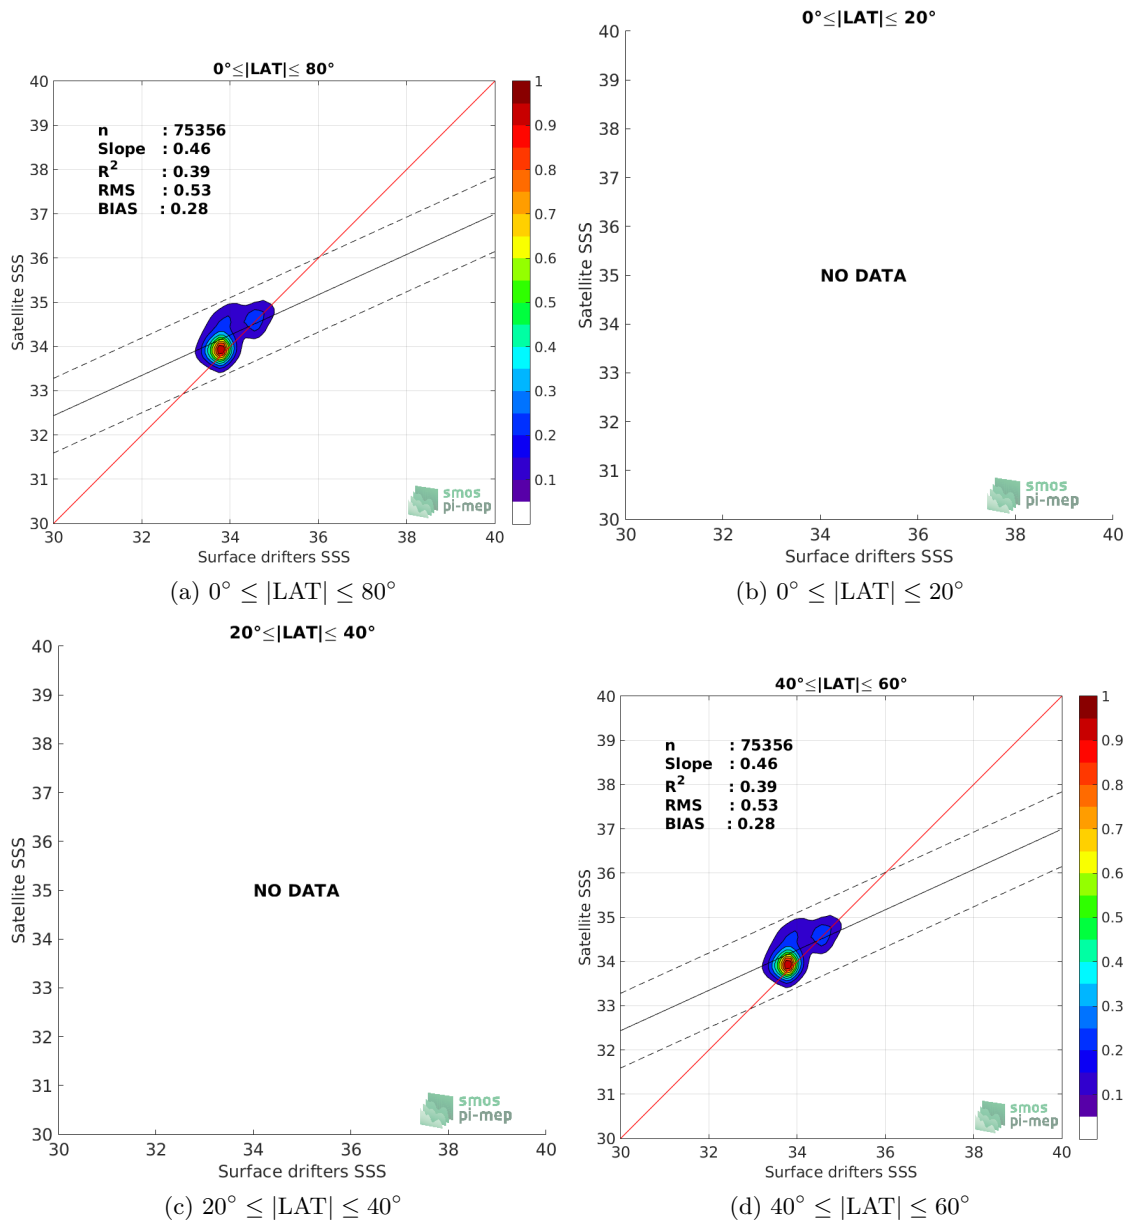 0°≤|LAT|≤ 80°
40
39
38
37
36
35
34
33
32
31
30
n : 75356
Slope : 0.46
R2 : 0.39
RMS : 0.53
BIAS : 0.28
smos
pi-mep
30 32 34 36 38 40
Surface drifters SSS
Satellite SSS
1
0.9
0.8
0.7
0.6
0.5
0.4
0.3
0.2
0.1
(a) 0° ≤ |LAT| ≤ 80°
0°≤|LAT|≤ 20°
40
39
38
37
36
35
34
33
32
31
30
NO DATA
smos
pi-mep
30 32 34 36 38 40
Surface drifters SSS
Satellite SSS
(b) 0° ≤ |LAT| ≤ 20°
20°≤|LAT|≤ 40°
40
39
38
37
36
35
34
33
32
31
30
NO DATA
smos
pi-mep
30 32 34 36 38 40
Surface drifters SSS
Satellite SSS
(c) 20° ≤ |LAT| ≤ 40°
40°≤|LAT|≤ 60°
40
39
38
37
36
35
34
33
32
31
30
n : 75356
Slope : 0.46
R2 : 0.39
RMS : 0.53
BIAS : 0.28
smos
pi-mep
30 32 34 36 38 40
Surface drifters SSS
Satellite SSS
1
0.9
0.8
0.7
0.6
0.5
0.4
0.3
0.2
0.1
(d) 40° ≤ |LAT| ≤ 60°